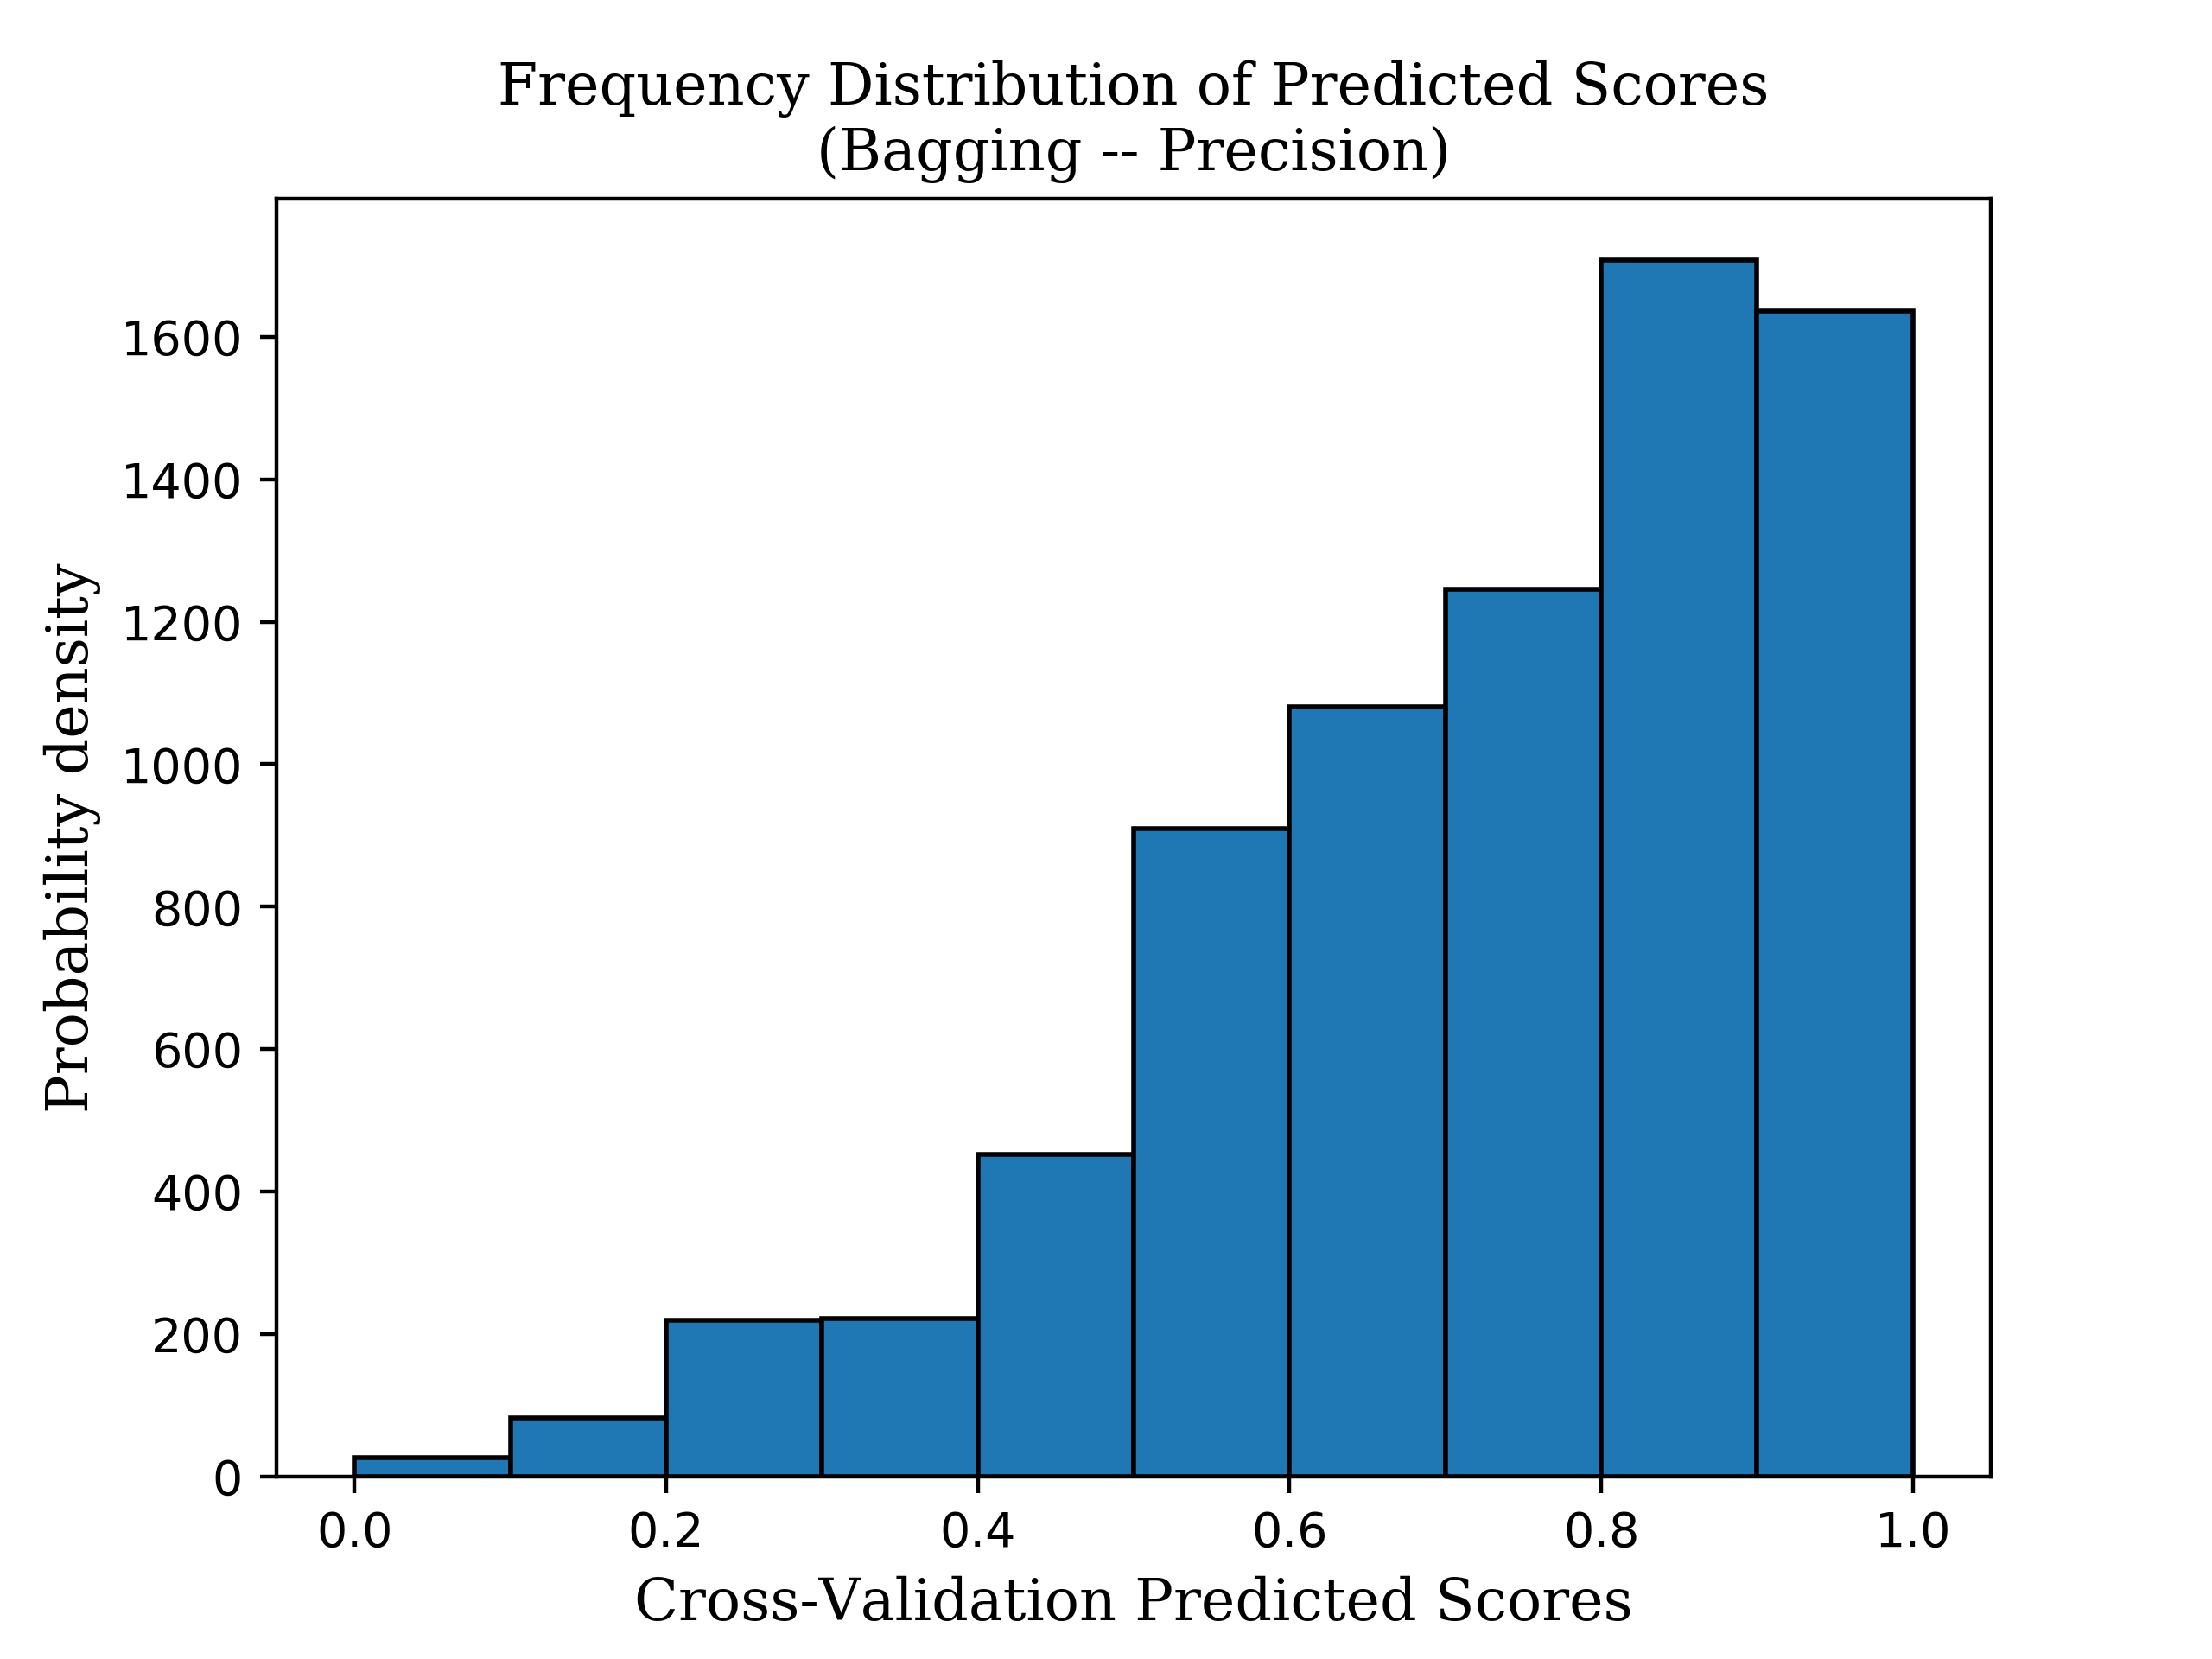 Frequency Distribution of Predicted Scores
(Bagging -- Precision)
Probability density
1600
1400
1200
1000
800
600
400
200
0
0.0 0.2 0.4 0.6 0.8 1.0
Cross-Validation Predicted Scores